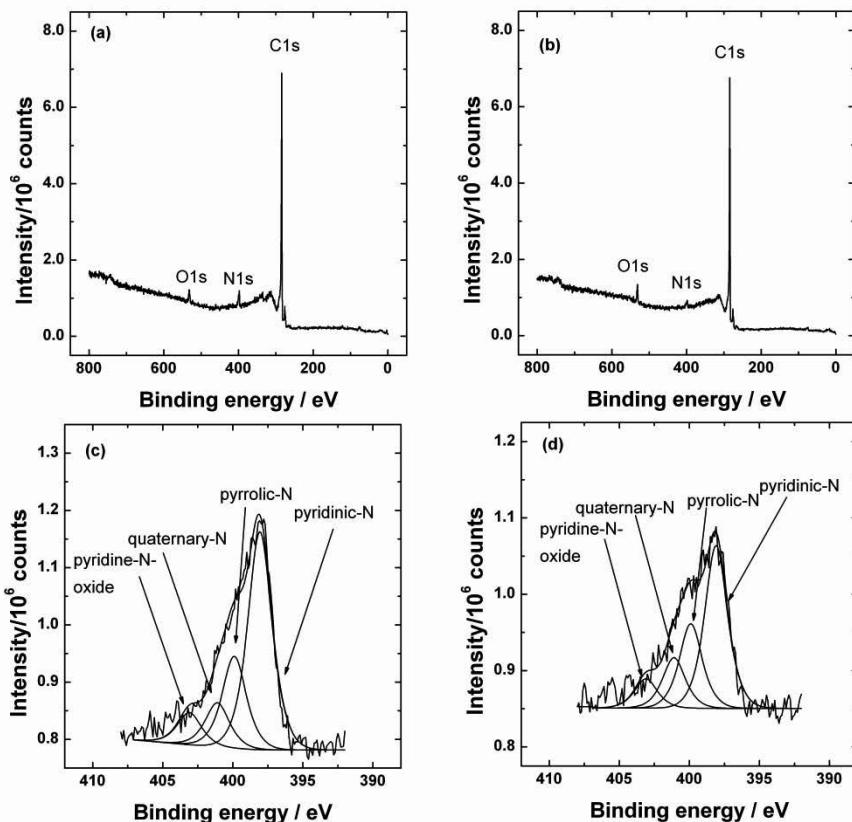 (a)
C1s
O1s
N1s
8.0
6.0
4.0
2.0
0.0
800
600
400
200
0
Intensity/10⁶ counts
Binding energy / eV
(b)
C1s
O1s
N1s
8.0
6.0
4.0
2.0
0.0
800
600
400
200
0
Intensity/10⁶ counts
Binding energy / eV
(c)
pyrrolic-N
quaternary-N
pyridinic-N
pyridine-N-
oxide
1.3
1.2
1.1
0.9
0.8
410
405
400
395
390
Intensity/10⁶ counts
Binding energy / eV
(d)
pyridinic-N
pyrrolic-N
quaternary-N
pyridine-N-
oxide
1.2
1.1
1.0
0.9
0.8
410
405
400
395
390
Intensity/10⁶ counts
Binding energy / eV